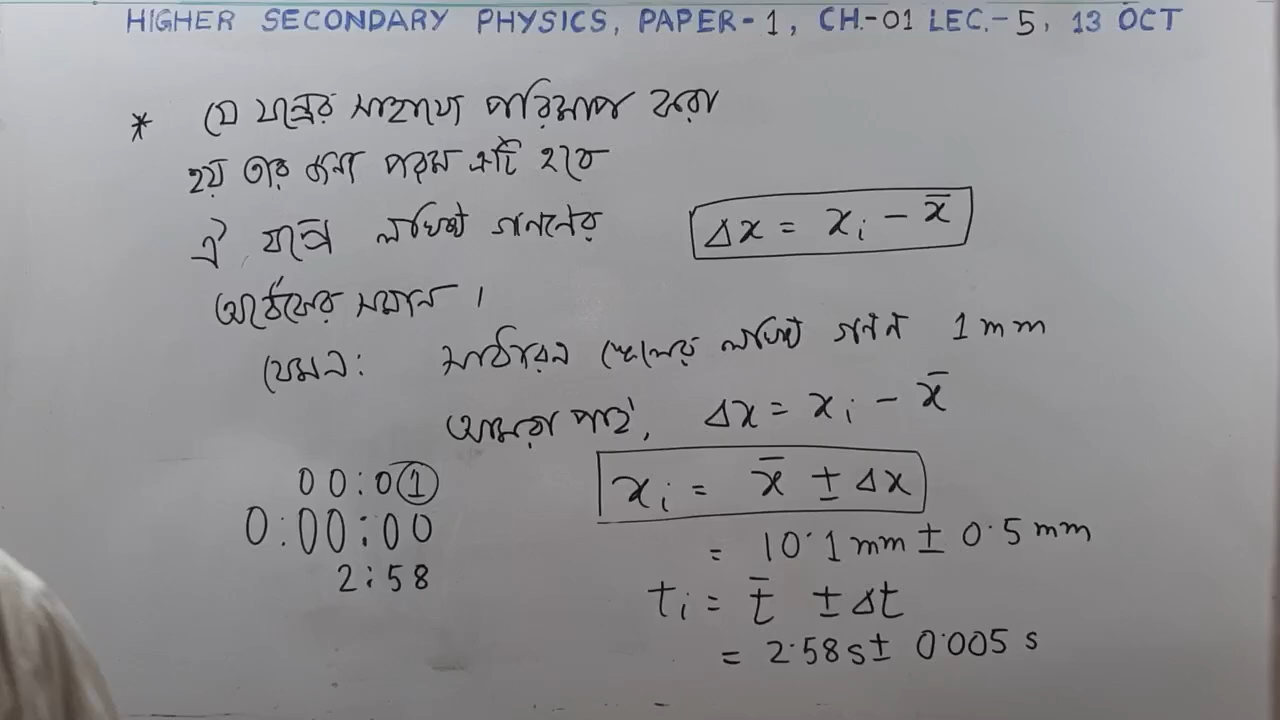 HIGHER SECONDARY PHYSICS, PAPER-1, CH.-01 LEC.-5, 13 OCT
* যে যন্ত্রের সাহায্যে পরিমাপ করা
হয় তার জন্য পরম ত্রুটি হবে
ঐ যন্ত্রে লঘিষ্ঠ গণনের
Δx = xᵢ - x̄
অর্ধেকের সমান ।
যেমন: মিটার স্কেলের লঘিষ্ঠ গণন 1 mm
আমরা পাই, Δx = xᵢ - x̄
00:01
xᵢ = x̄ ± Δx
0:00:00
= 10.1 mm ± 0.5 mm
2:58
tᵢ = t̄ ± Δt
= 2.58 s ± 0.005 s